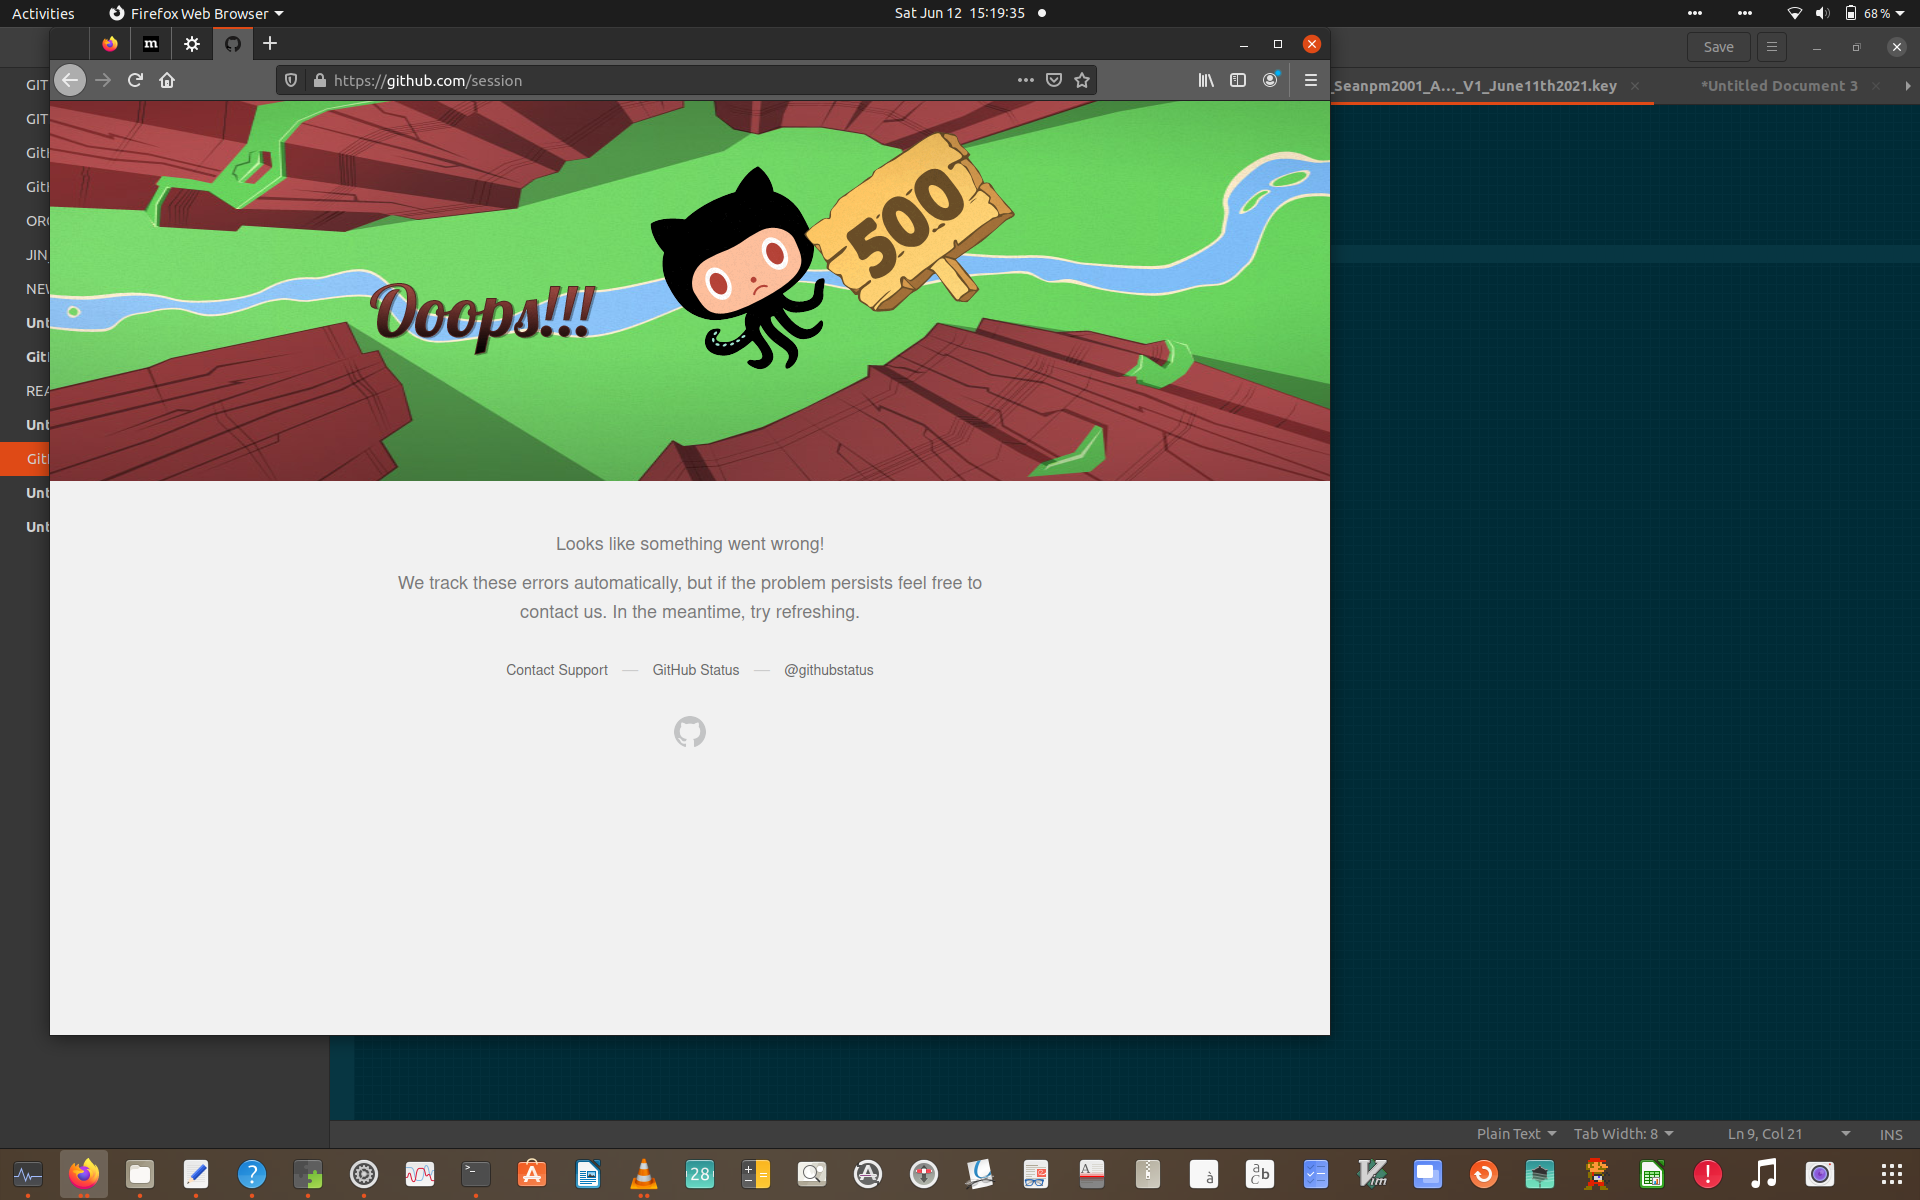 Activities
Firefox Web Browser
Sat Jun 12 15:19:35
68 %
m
https://github.com/session
Save
_Seanpm2001_A..._V1_June11th2021.key
*Untitled Document 3
GIT
GIT
Git
Git
OR
JIN
NEW
Unt
Git
REA
Unt
Git
Unt
Unt
Ooops!!!
500
Looks like something went wrong!
We track these errors automatically, but if the problem persists feel free to
contact us. In the meantime, try refreshing.
Contact Support — GitHub Status — @githubstatus
Plain Text
Tab Width: 8
Ln 9, Col 21
INS
28